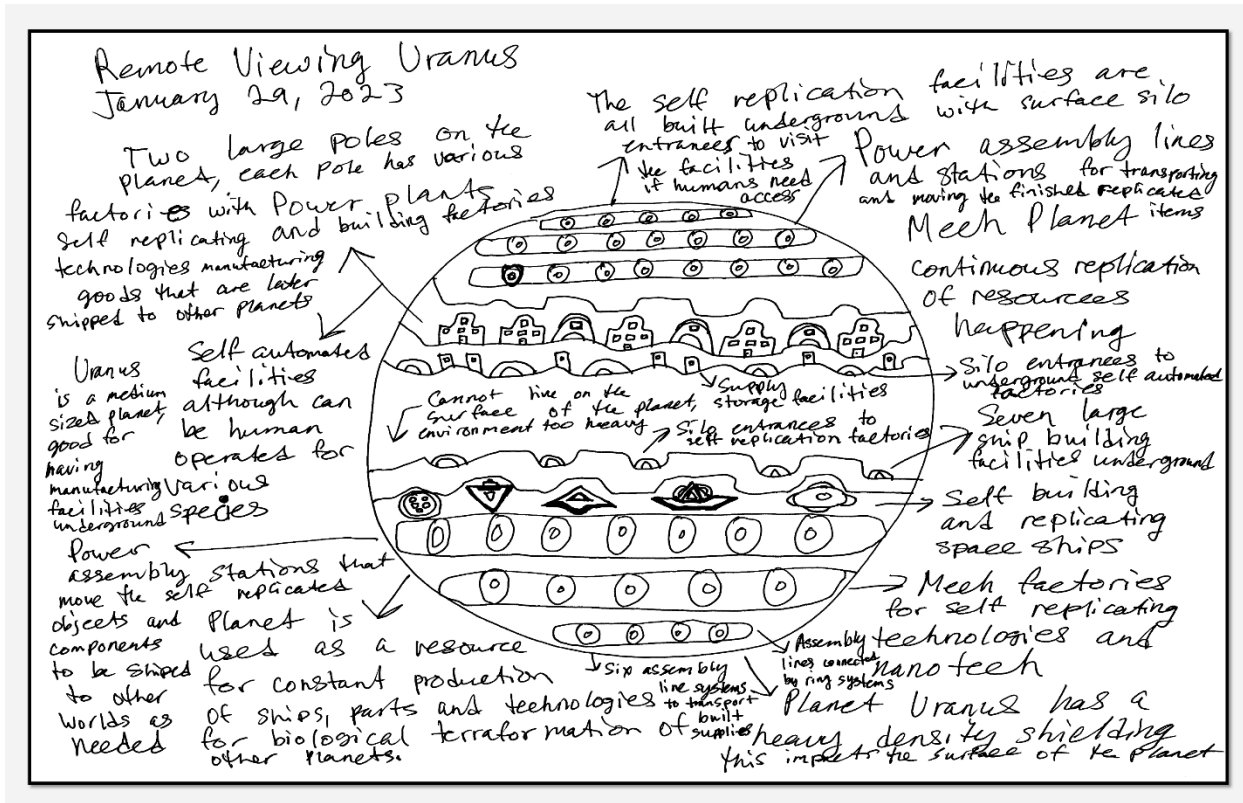 Remote Viewing Uranus
January 29, 2023
Two large poles on the
planet, each pole has various
factories with Power plants
self replicating and building factories
technologies manufacturing
goods that are later
shipped to other planets
The self replication facilities are
all built underground with surface silo
entrances to visit
the facilities
if humans need
access
Power assembly lines
and stations for transporting
and moving the finished replicated
Mech Planet items
continuous replication
of resources
happening
Silo entrances to
underground self automated
factories
Seven large
ship building
facilities underground
Self building
and replicating
space ships
Mech factories
for self replicating
technologies and
nano tech
Uranus
is a medium
sized planet,
good for
having
manufacturing
facilities
underground
Self automated
facilities
although can
be human
operated for
various
species
Supply
storage facilities
Cannot live on the
surface of the planet,
environment too heavy
Silo entrances to
self replication factories
Power
assembly stations that
move the self replicated
objects and
components
to be shiped
to other
worlds as
needed
Planet is
used as a resource
for constant production
of ships, parts and technologies
for biological terraformation of
other planets.
Six assembly
line systems
to transport
built
supplies
Assembly
lines connected
by ring systems
Planet Uranus has a
heavy density shielding
this impacts the surface of the planet